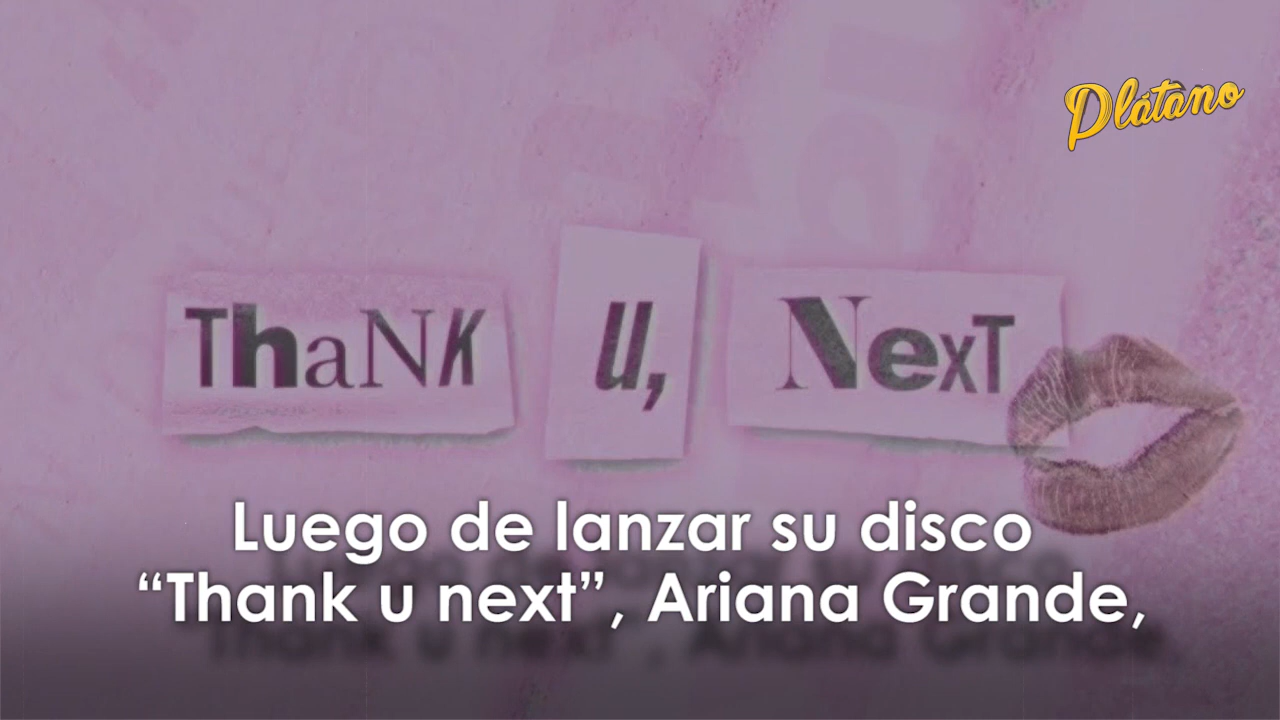 Plátano
ThaNK u, NexT
Luego de lanzar su disco
“Thank u next”, Ariana Grande,